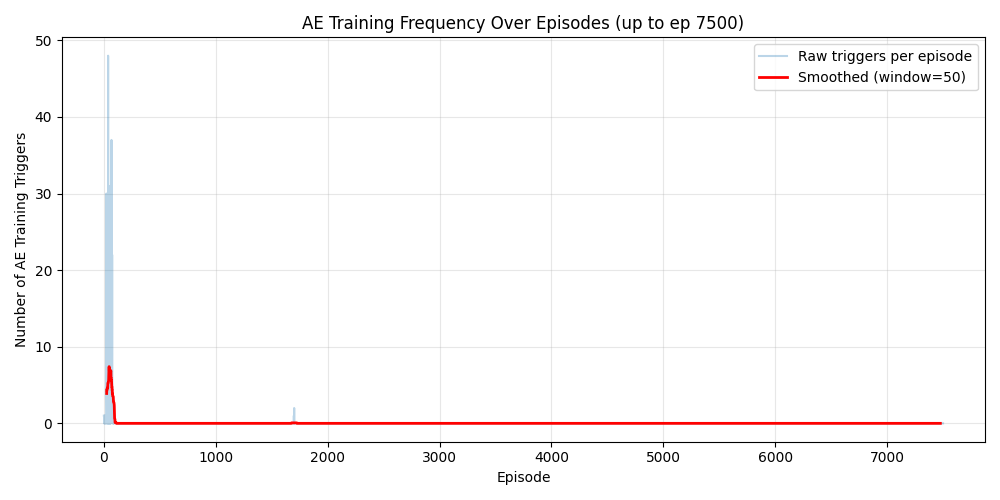 AE Training Frequency Over Episodes (up to ep 7500)
Raw triggers per episode
Smoothed (window=50)
Number of AE Training Triggers
50
40
30
20
10
0
0 1000 2000 3000 4000 5000 6000 7000
Episode